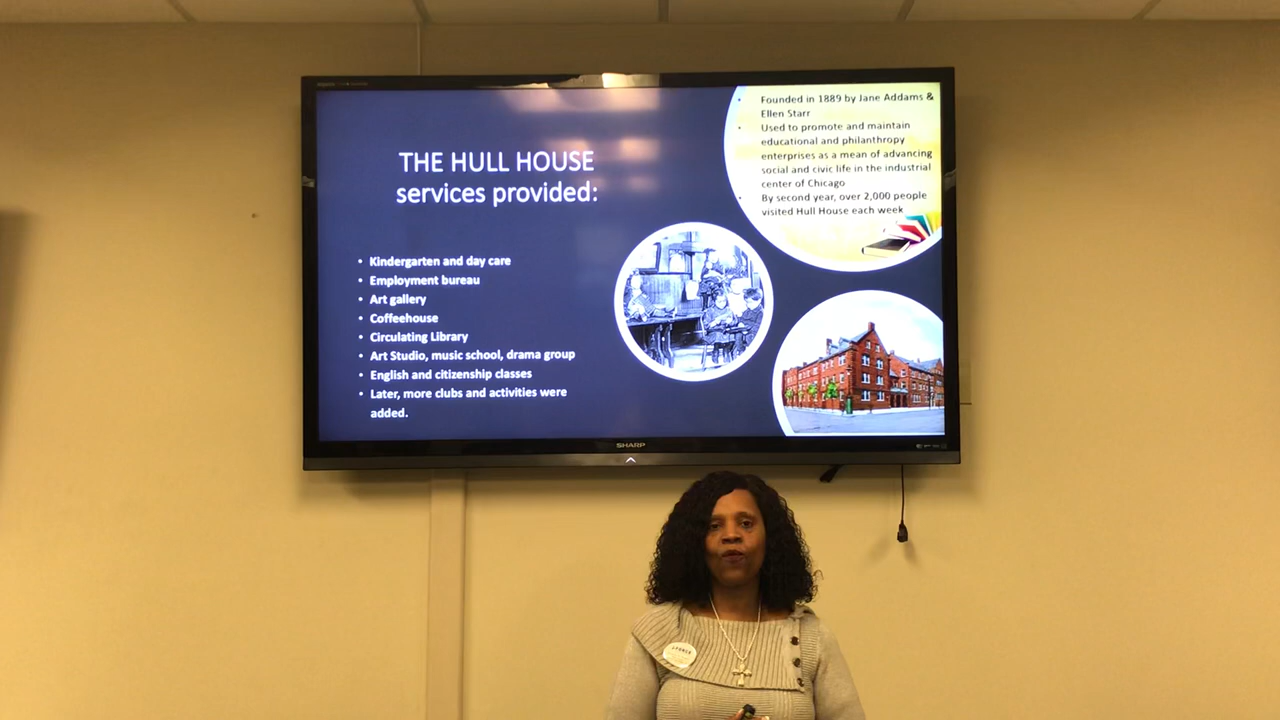 THE HULL HOUSE
services provided:
• Kindergarten and day care
• Employment bureau
• Art gallery
• Coffeehouse
• Circulating Library
• Art Studio, music school, drama group
• English and citizenship classes
• Later, more clubs and activities were
added.
• Founded in 1889 by Jane Addams &
Ellen Starr
• Used to promote and maintain
educational and philanthropy
enterprises as a mean of advancing
social and civic life in the industrial
center of Chicago
• By second year, over 2,000 people
visited Hull House each week
SHARP